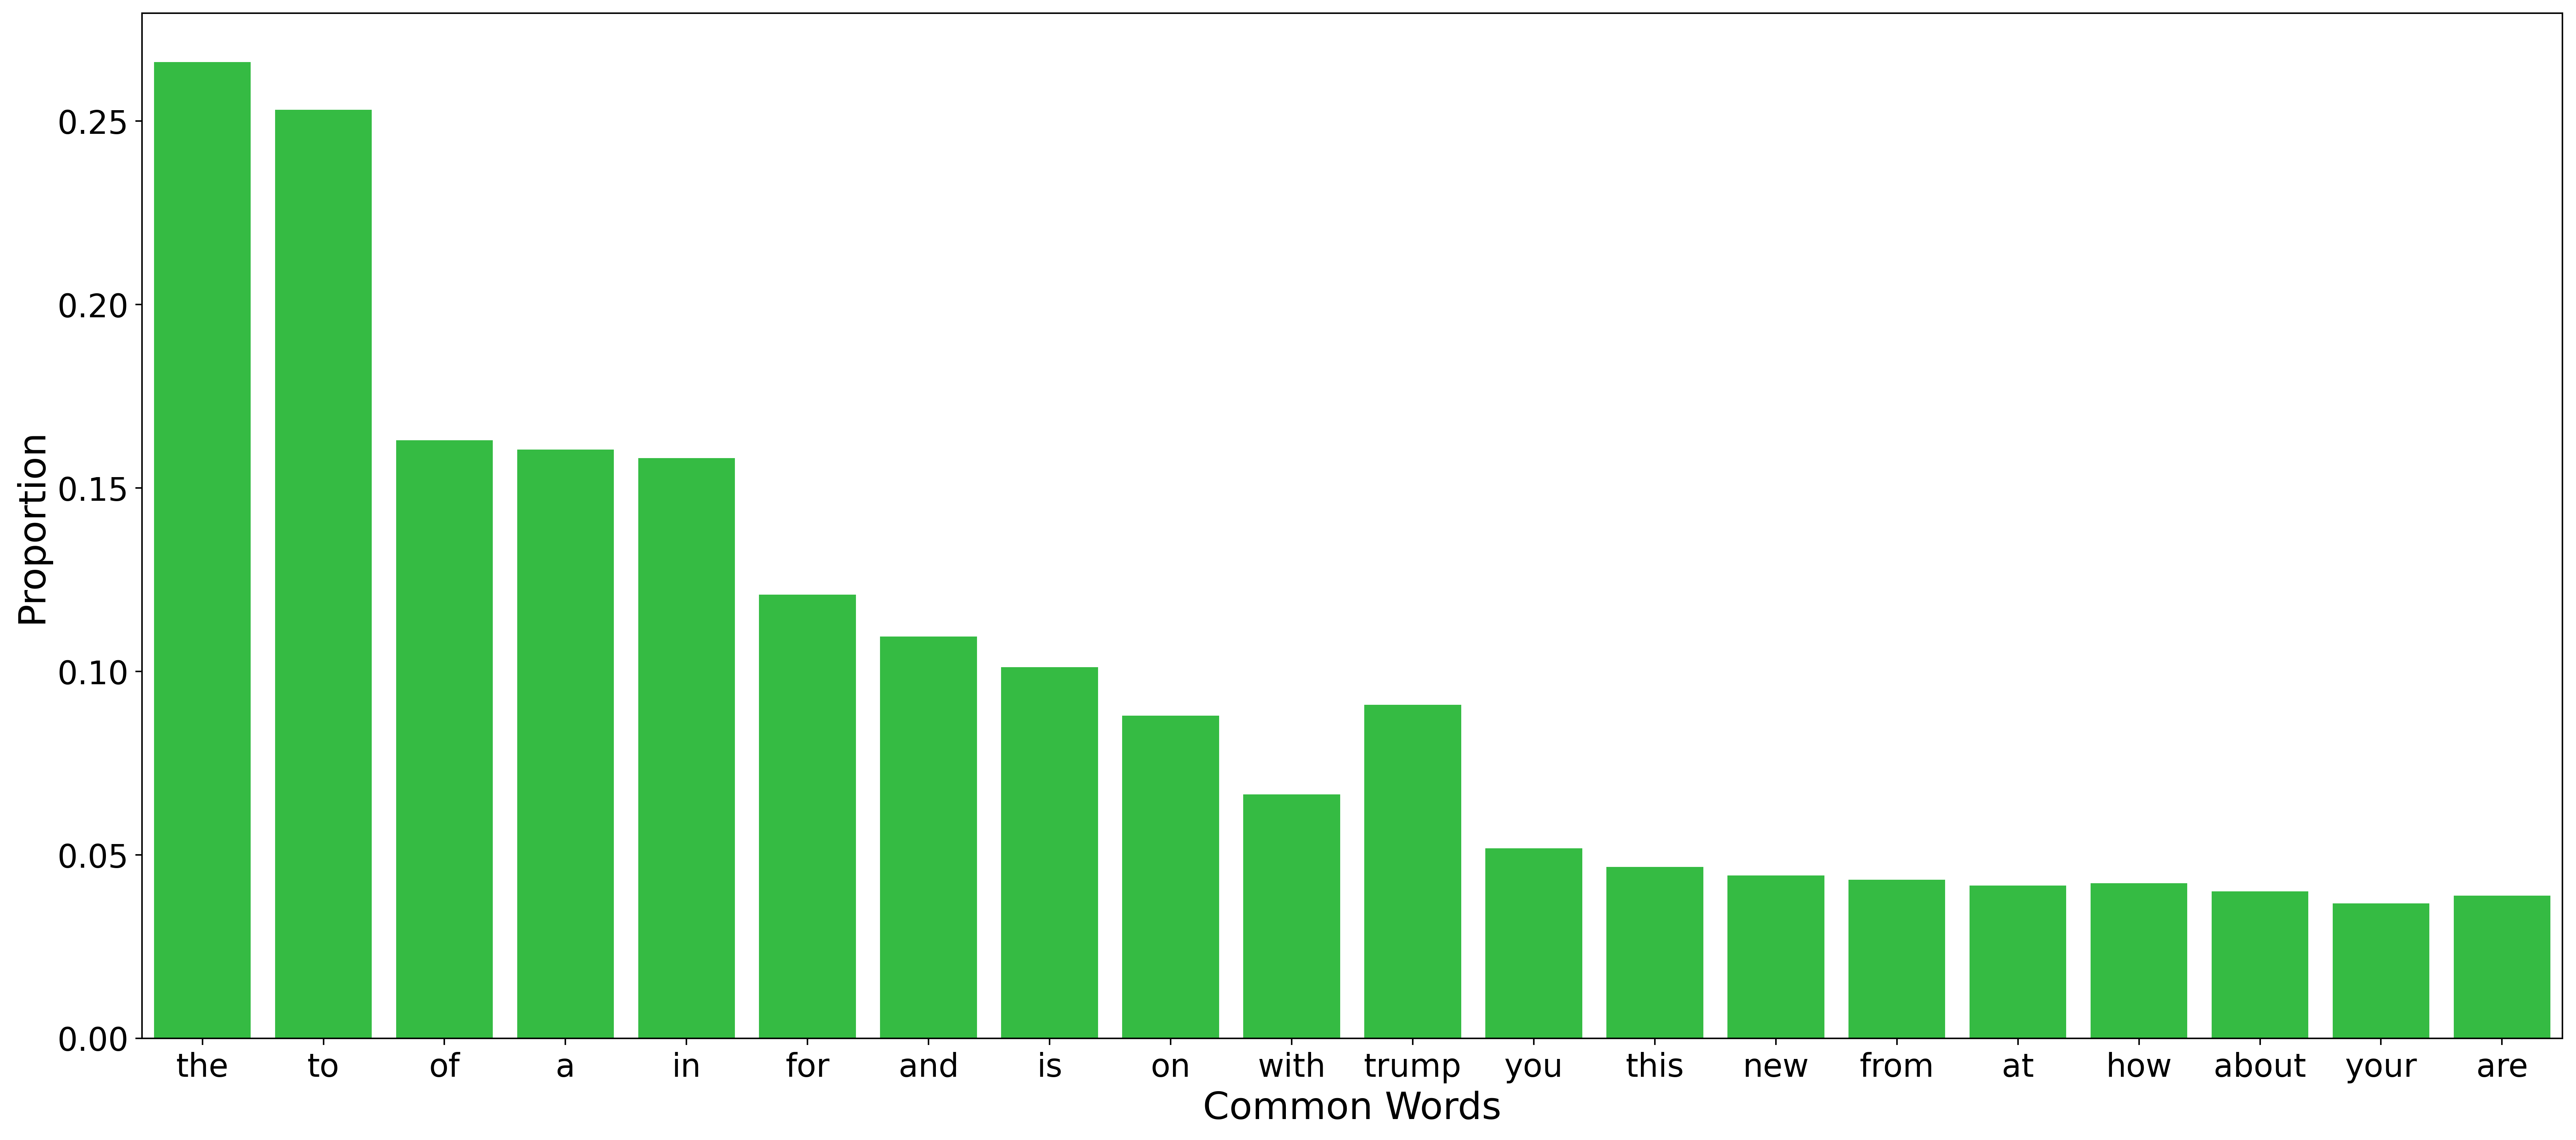 Proportion
0.25
0.20
0.15
0.10
0.05
0.00
the to of a in for and is on with trump you this new from at how about your are
Common Words